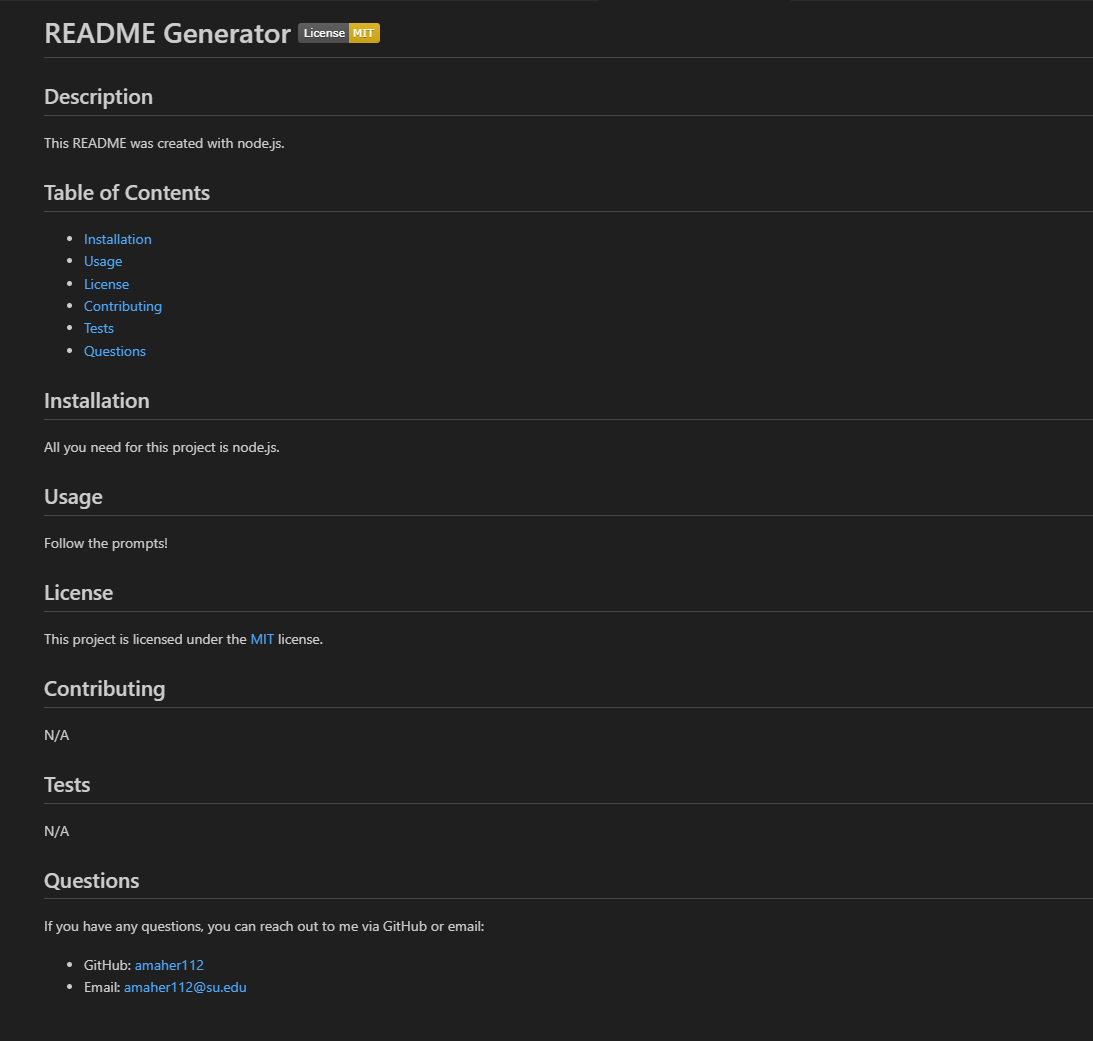 README Generator License MIT
Description
This README was created with node.js.
Table of Contents
Installation
Usage
License
Contributing
Tests
Questions
Installation
All you need for this project is node.js.
Usage
Follow the prompts!
License
This project is licensed under the MIT license.
Contributing
N/A
Tests
N/A
Questions
If you have any questions, you can reach out to me via GitHub or email:
GitHub: amaher112
Email: amaher112@su.edu